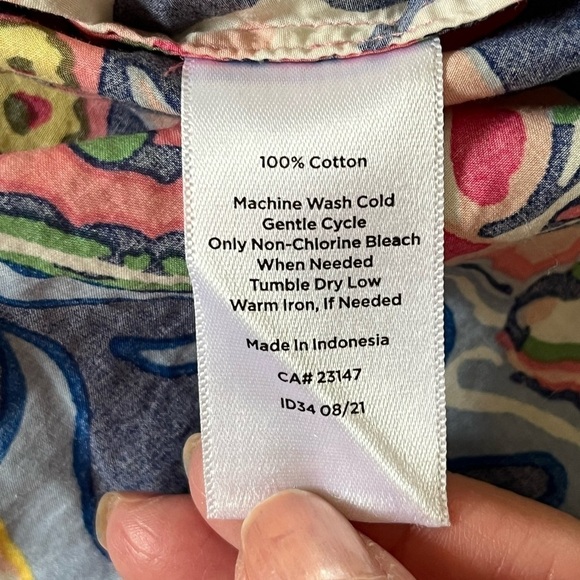 100% Cotton
Machine Wash Cold
Gentle Cycle
Only Non-Chlorine Bleach
When Needed
Tumble Dry Low
Warm Iron, If Needed
Made In Indonesia
CA# 23147
ID34 08/21